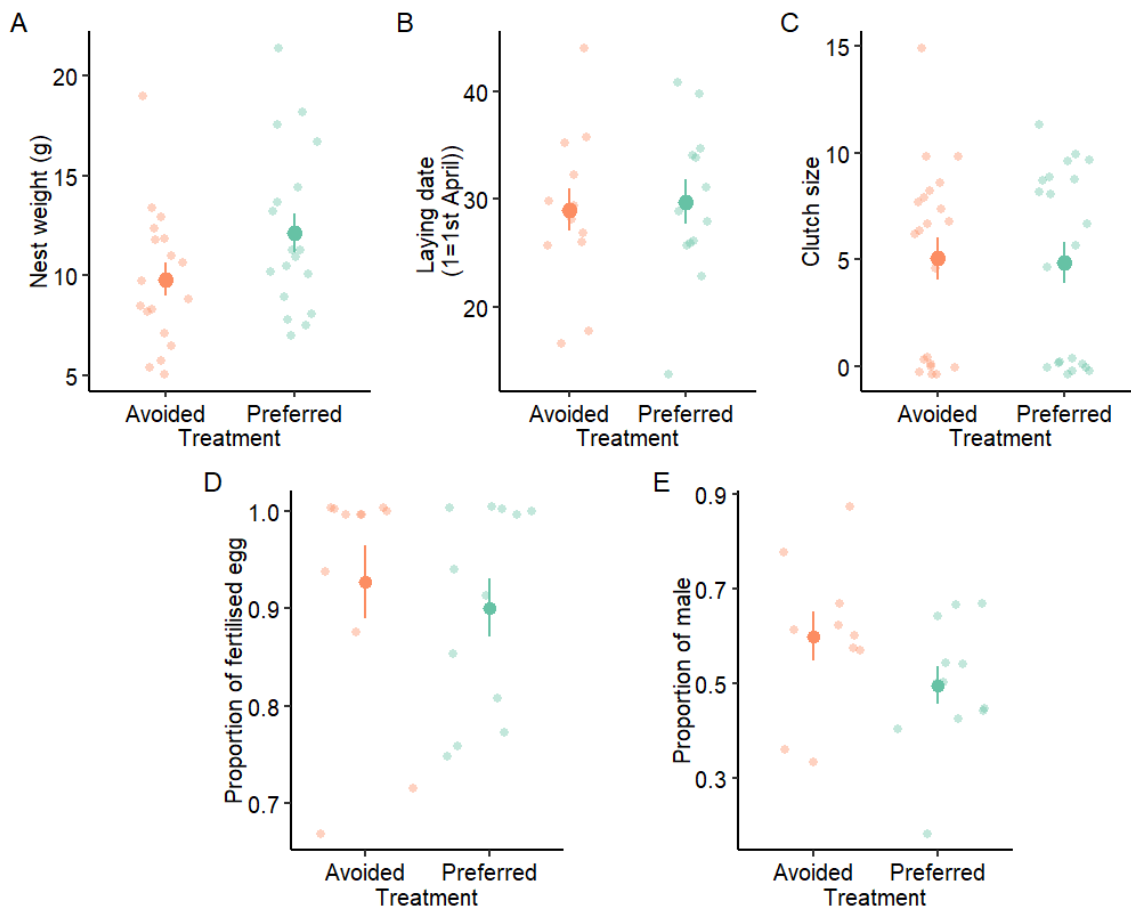 A
Nest weight (g)
20
15
10
5
Avoided Preferred
Treatment
B
Laying date
(1=1st April))
40
30
20
Avoided Preferred
Treatment
C
Clutch size
15
10
5
0
Avoided Preferred
Treatment
D
Proportion of fertilised egg
1.0
0.9
0.8
0.7
Avoided Preferred
Treatment
E
Proportion of male
0.9
0.7
0.5
0.3
Avoided Preferred
Treatment